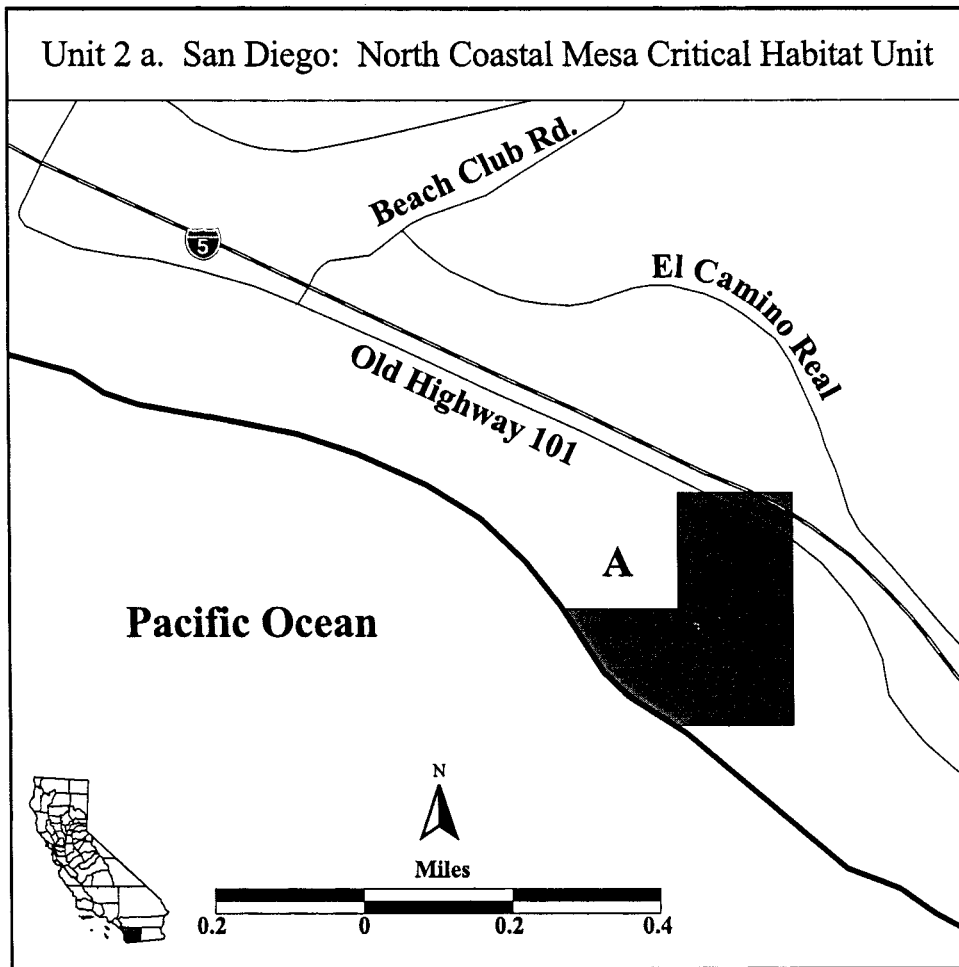 Unit 2 a. San Diego: North Coastal Mesa Critical Habitat Unit
Beach Club Rd.
5
El Camino Real
Old Highway 101
A
Pacific Ocean
N
Miles
0.2 0 0.2 0.4